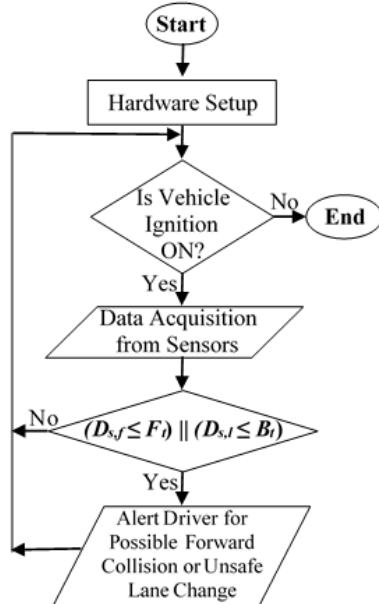 Start
Hardware Setup
Is Vehicle
Ignition
ON?
No
End
Yes
Data Acquisition
from Sensors
No
(Ds,f ≤ Ft) || (Ds,l ≤ Bt)
Yes
Alert Driver for
Possible Forward
Collision or Unsafe
Lane Change